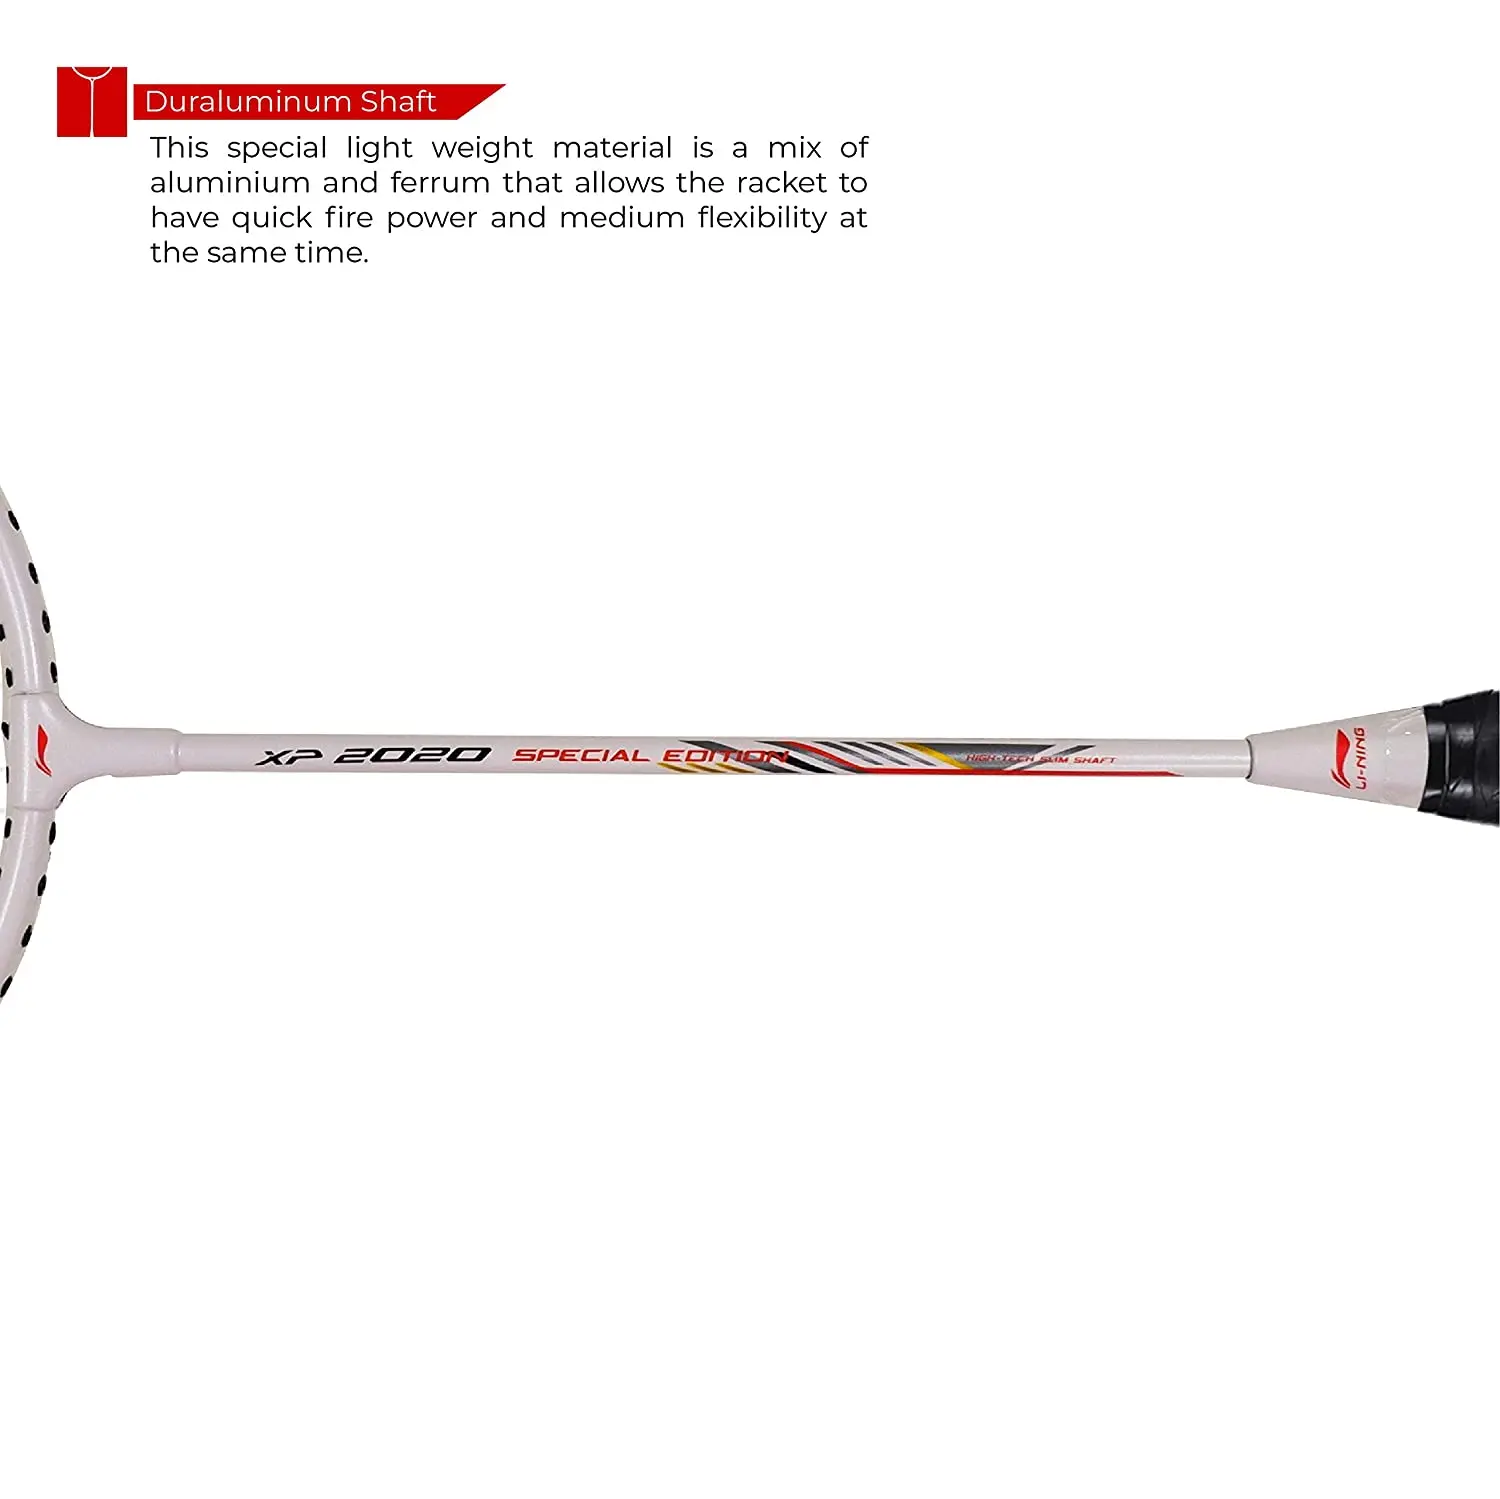 Duraluminum Shaft
This special light weight material is a mix of
aluminium and ferrum that allows the racket to
have quick fire power and medium flexibility at
the same time.
XP 2020 SPECIAL EDITION
HIGH-TECH SLIM SHAFT
LI-NING